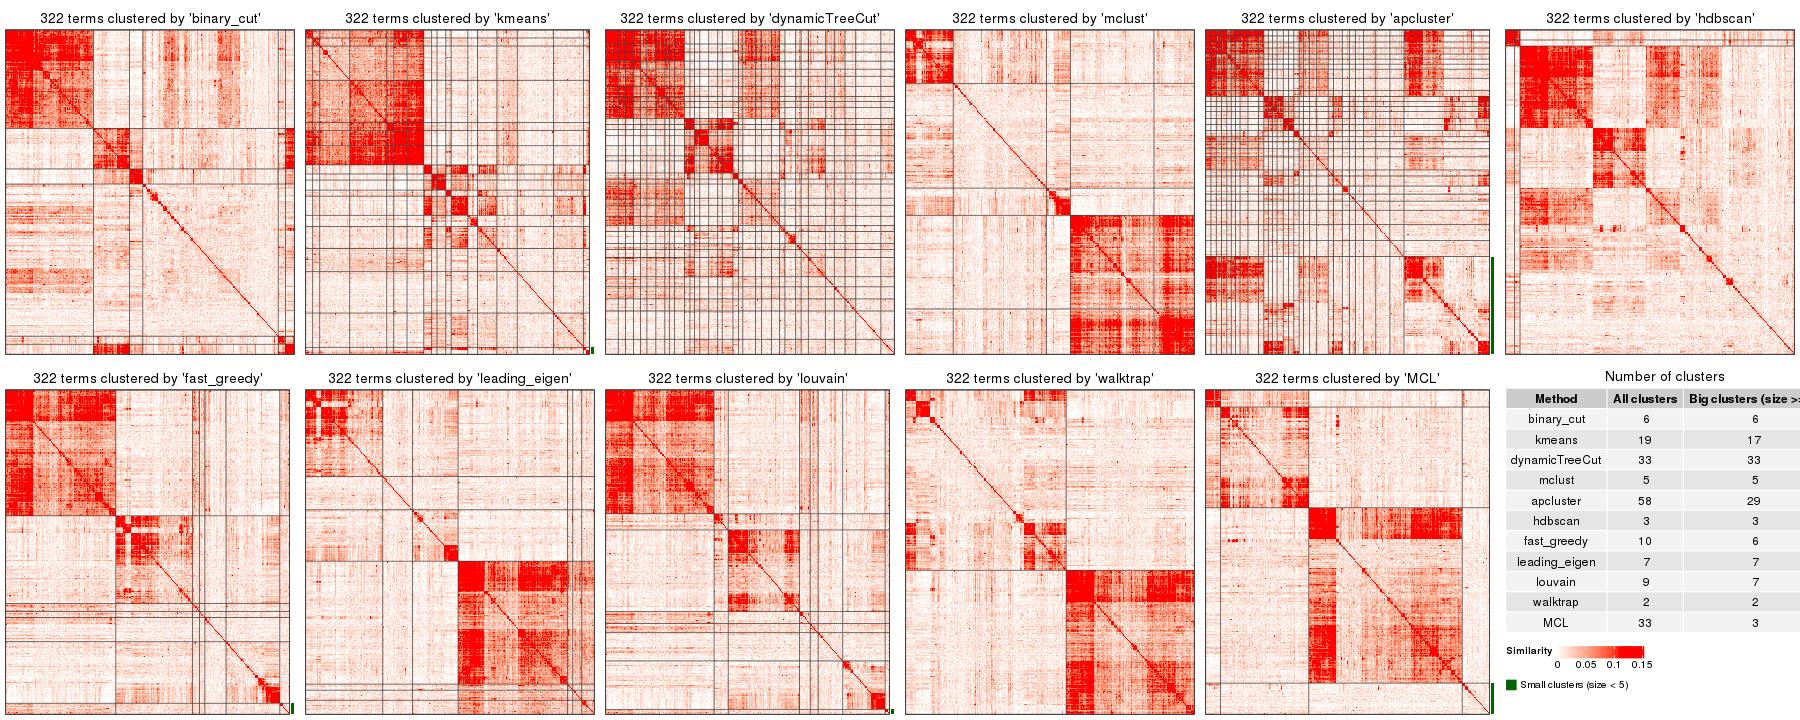 322 terms clustered by 'binary_cut'
322 terms clustered by 'kmeans'
322 terms clustered by 'dynamicTreeCut'
322 terms clustered by 'mclust'
322 terms clustered by 'apcluster'
322 terms clustered by 'hdbscan'
322 terms clustered by 'fast_greedy'
322 terms clustered by 'leading_eigen'
322 terms clustered by 'louvain'
322 terms clustered by 'walktrap'
322 terms clustered by 'MCL'
Number of clusters
Method All clusters Big clusters (size >
binary_cut 6 6
kmeans 19 17
dynamicTreeCut 33 33
mclust 5 5
apcluster 58 29
hdbscan 3 3
fast_greedy 10 6
leading_eigen 7 7
louvain 9 7
walktrap 2 2
MCL 33 3
Similarity
0 0.05 0.1 0.15
Small clusters (size < 5)